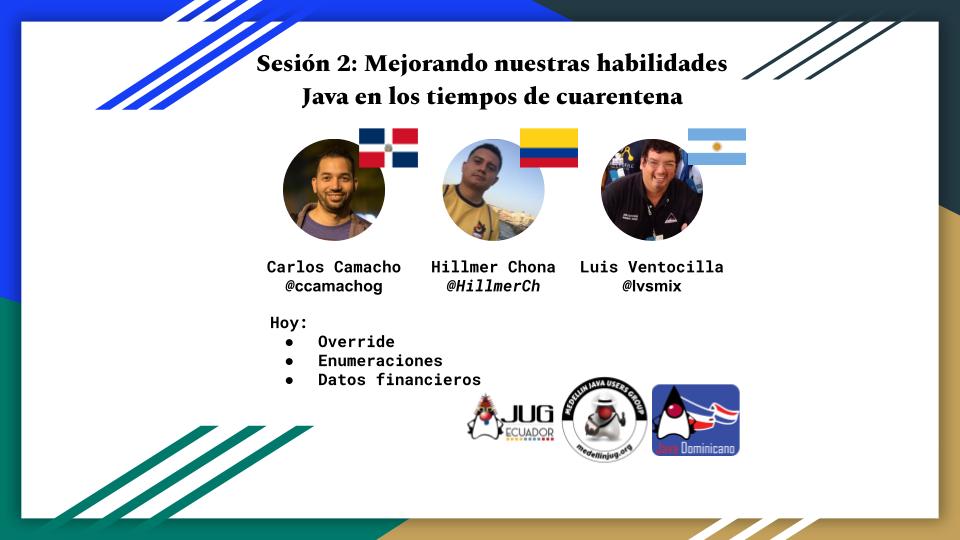 Sesión 2: Mejorando nuestras habilidades
Java en los tiempos de cuarentena
Carlos Camacho
@ccamachog
Hillmer Chona
@HillmerCh
Luis Ventocilla
@lvsmix
Hoy:
● Override
● Enumeraciones
● Datos financieros
JUG
ECUADOR
MEDELLIN JAVA USERS GROUP
medellinjug.org
Java Dominicano